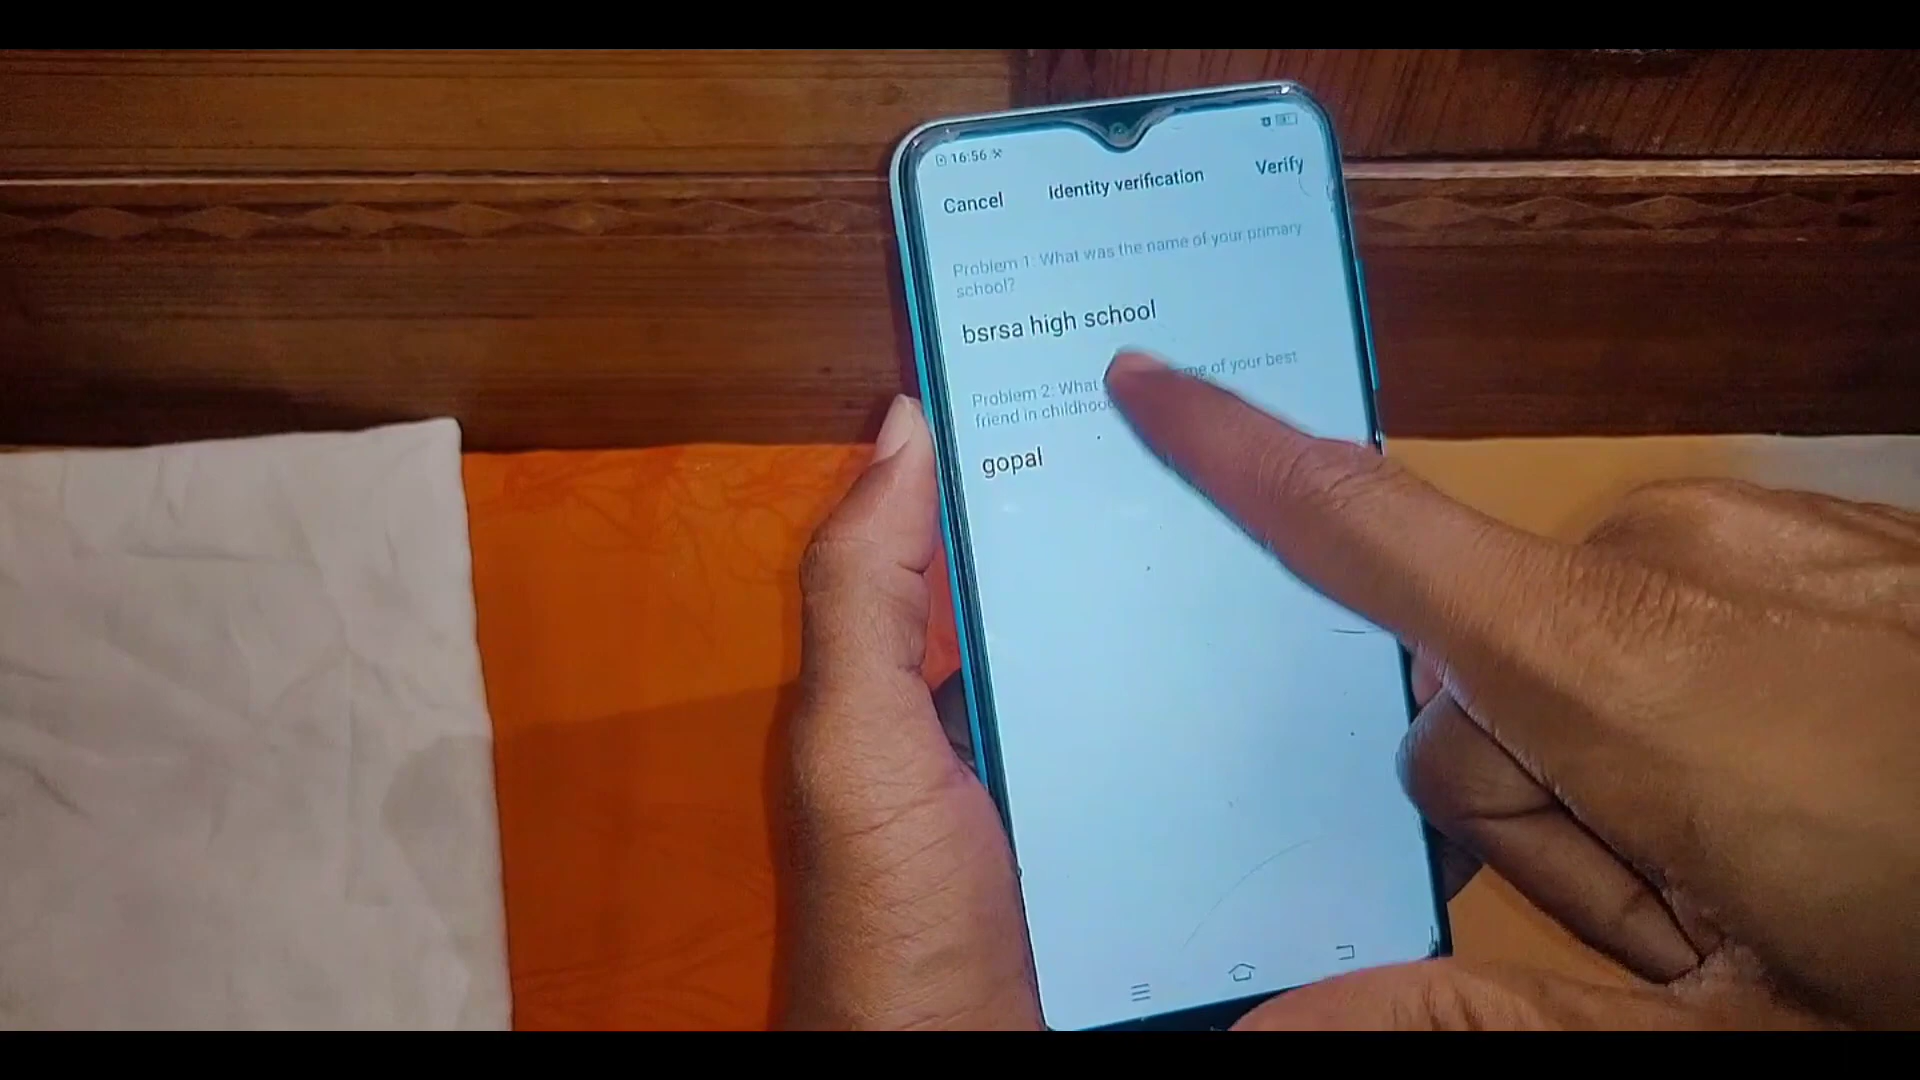 16:56
Cancel Identity verification Verify
Problem 1: What was the name of your primary
school?
bsrsa high school
Problem 2: What me of your best
friend in childhood
gopal